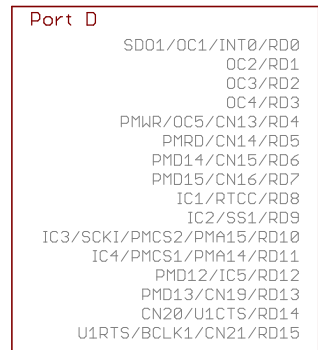 Port D
SDO1/OC1/INT0/RD0
OC2/RD1
OC3/RD2
OC4/RD3
PMWR/OC5/CN13/RD4
PMRD/CN14/RD5
PMD14/CN15/RD6
PMD15/CN16/RD7
IC1/RTCC/RD8
IC2/SS1/RD9
IC3/SCKI/PMCS2/PMA15/RD10
IC4/PMCS1/PMA14/RD11
PMD12/IC5/RD12
PMD13/CN19/RD13
CN20/U1CTS/RD14
U1RTS/BCLK1/CN21/RD15